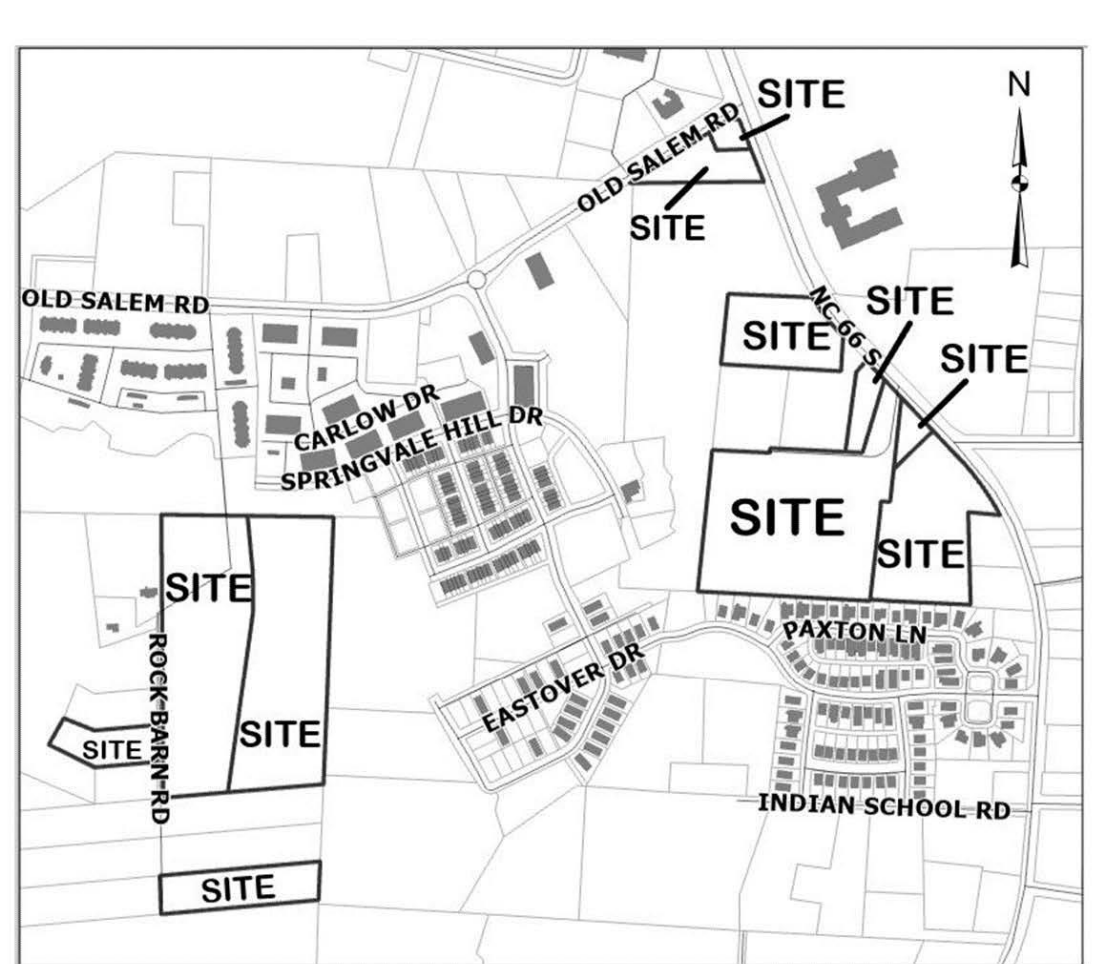 N
SITE
OLD SALEM RD
SITE
OLD SALEM RD
SITE
NC 66 S
SITE
SITE
CARLOW DR
SPRINGVALE HILL DR
SITE
SITE
SITE
PAXTON LN
ROCK BARN RD
EASTOVER DR
SITE
SITE
INDIAN SCHOOL RD
SITE